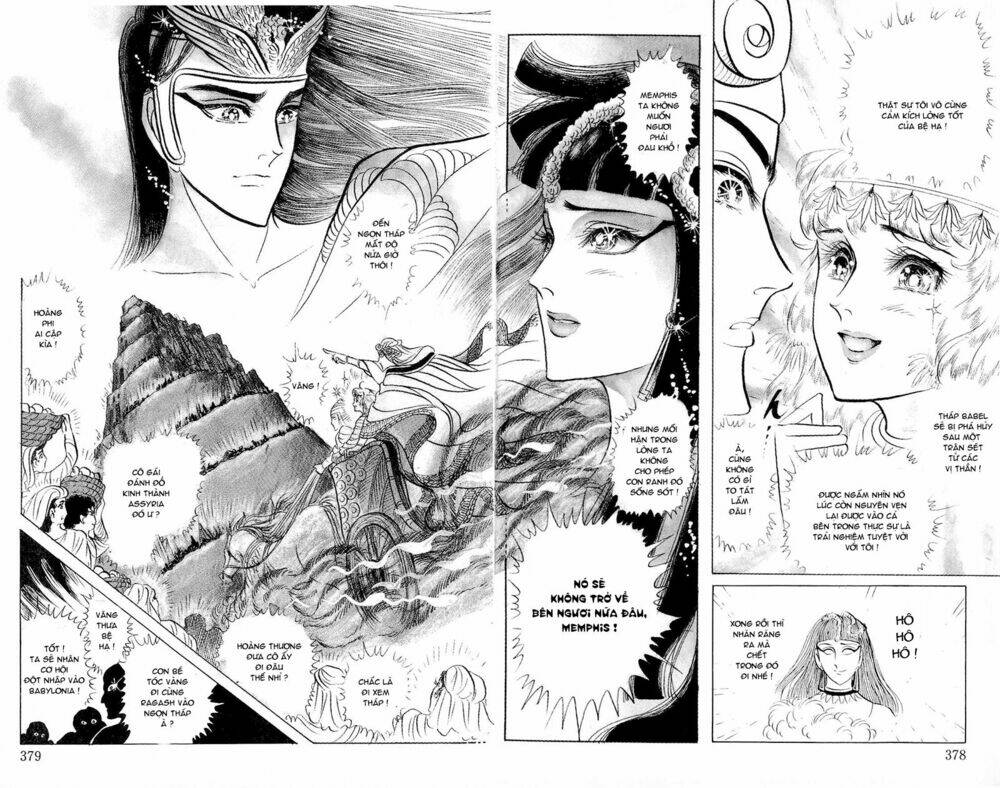 THẬT SỰ TÔI VÔ CÙNG
CẢM KÍCH LÒNG TỐT
CỦA BỆ HẠ !
THÁP BABEL
SẼ BỊ PHÁ HỦY
SAU MỘT
TRẬN SÉT
TỪ CÁC
VỊ THẦN !
ĐƯỢC NGẮM NHÌN NÓ
LÚC CÒN NGUYÊN VẸN
LẠI ĐƯỢC VÀO CẢ
BÊN TRONG THỰC SỰ LÀ
TRẢI NGHIỆM TUYỆT VỜI
VỚI TÔI !
À,
CŨNG
KHÔNG
CÓ GÌ
TO TÁT
LẮM
ĐÂU !
HÔ
HÔ
HÔ !
XONG RỒI THÌ
NHĂN RĂNG
RA MÀ
CHẾT
TRONG ĐÓ
ĐI NHÉ !
378
MEMPHIS
TA KHÔNG
MUỐN
NGƯƠI
PHẢI
ĐAU KHỔ !
NHƯNG MỐI
HẬN TRONG
LÒNG TA
KHÔNG
CHO PHÉP
CON RANH ĐÓ
SỐNG SÓT !
NÓ SẼ
KHÔNG TRỞ VỀ
BÊN NGƯƠI NỮA ĐÂU,
MEMPHIS !
ĐẾN
NGỌN THÁP
MẤT ĐỘ
NỬA GIỜ
THÔI !
VÂNG !
HOÀNG
PHI
AI CẬP
KÌA !
CÔ GÁI
ĐÁNH ĐỔ
KINH THÀNH
ASSYRIA
ĐÓ Ư ?
HOÀNG THƯỢNG
ĐƯA CÔ ẤY
ĐI ĐÂU
THẾ NHỈ ?
CHẮC LÀ
ĐI XEM
THÁP !
CON BÉ
TÓC VÀNG
ĐI CÙNG
RAGASH VÀO
NGỌN THÁP
À ?
VÂNG
THƯA
BỆ
HẠ !
TỐT !
TA SẼ NHÂN
CƠ HỘI
ĐỘT NHẬP VÀO
BABYLONIA !
379